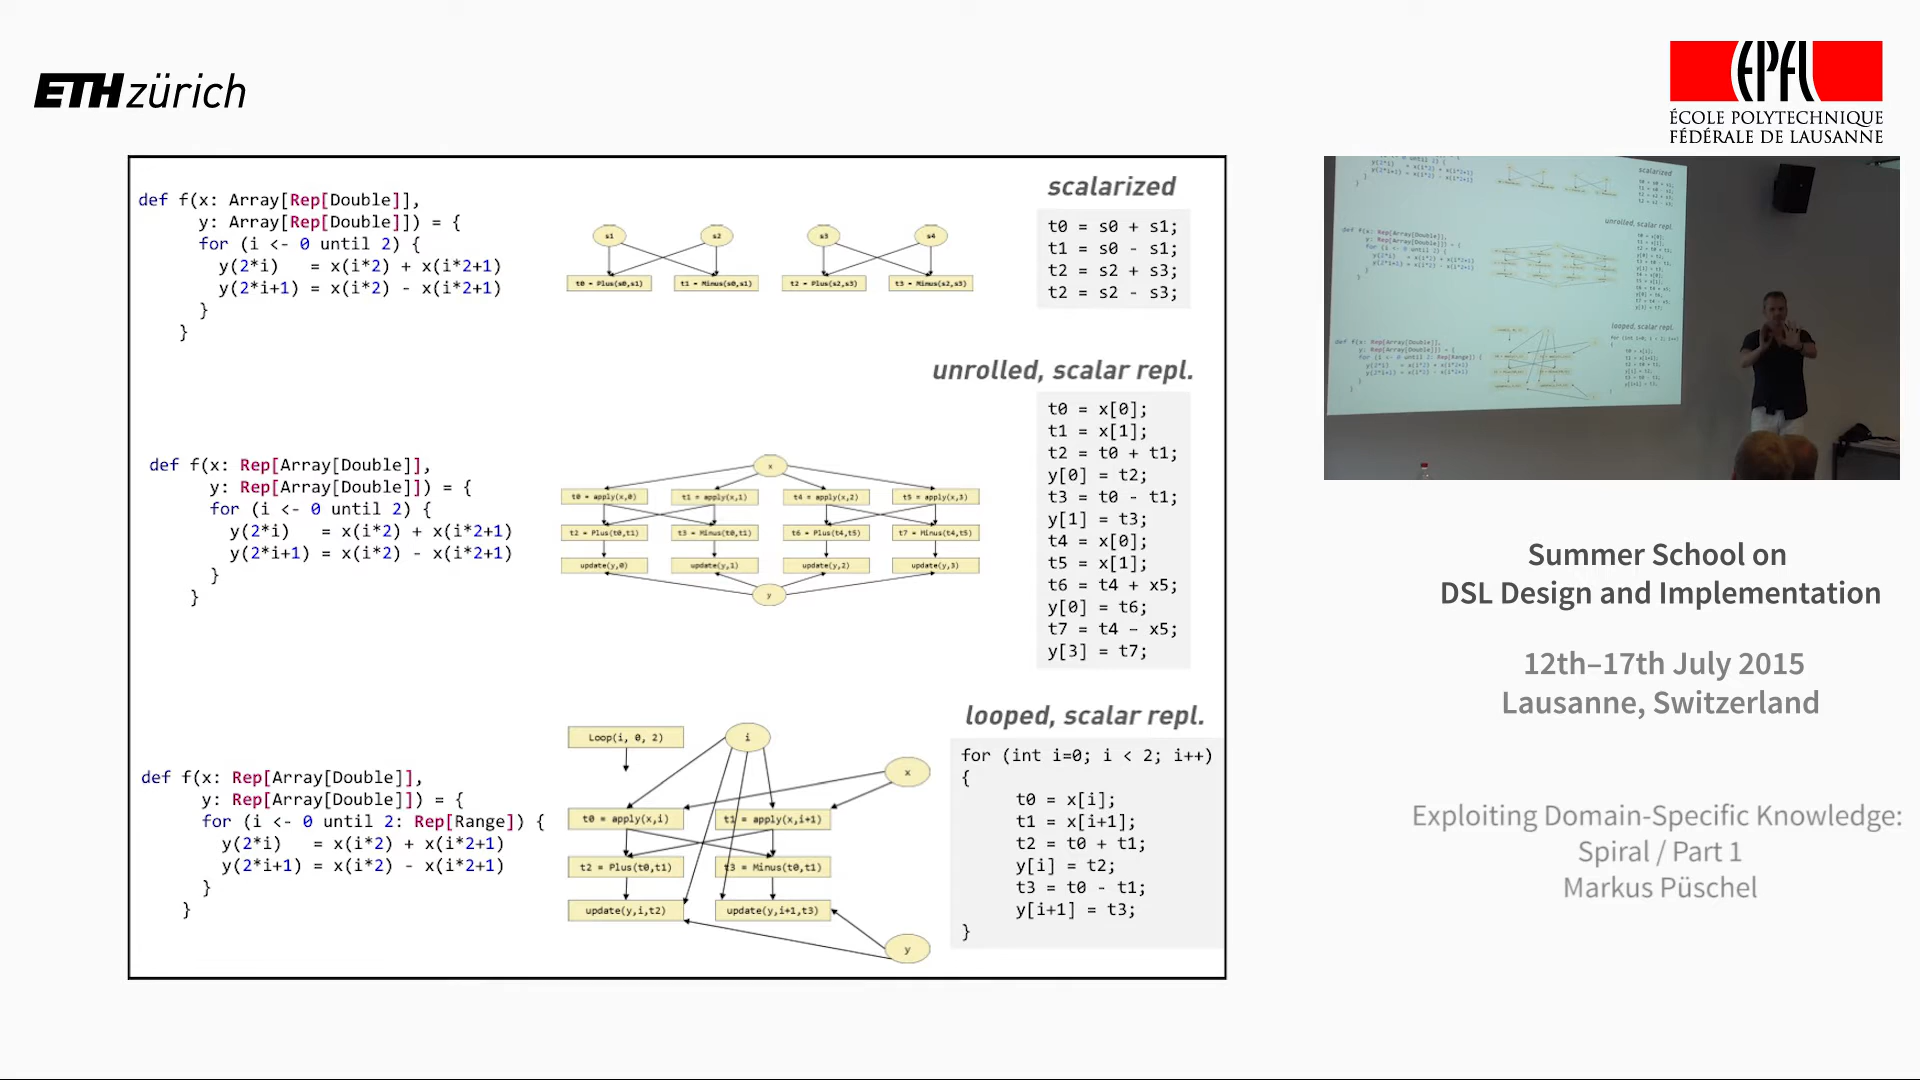 ETH zürich
EPFL
ÉCOLE POLYTECHNIQUE
FÉDÉRALE DE LAUSANNE
def f(x: Array[Rep[Double]],
y: Array[Rep[Double]]) = {
for (i <- 0 until 2) {
y(2*i) = x(i*2) + x(i*2+1)
y(2*i+1) = x(i*2) - x(i*2+1)
}
}
s1 s2 s3 s4
t0 = Plus(s0,s1) t1 = Minus(s0,s1) t2 = Plus(s2,s3) t3 = Minus(s2,s3)
scalarized
t0 = s0 + s1;
t1 = s0 - s1;
t2 = s2 + s3;
t2 = s2 - s3;
def f(x: Rep[Array[Double]],
y: Rep[Array[Double]]) = {
for (i <- 0 until 2) {
y(2*i) = x(i*2) + x(i*2+1)
y(2*i+1) = x(i*2) - x(i*2+1)
}
}
x
t0 = apply(x,0) t1 = apply(x,1) t4 = apply(x,2) t5 = apply(x,3)
t2 = Plus(t0,t1) t3 = Minus(t0,t1) t6 = Plus(t4,t5) t7 = Minus(t4,t5)
update(y,0) update(y,1) update(y,2) update(y,3)
y
unrolled, scalar repl.
t0 = x[0];
t1 = x[1];
t2 = t0 + t1;
y[0] = t2;
t3 = t0 - t1;
y[1] = t3;
t4 = x[0];
t5 = x[1];
t6 = t4 + x5;
y[0] = t6;
t7 = t4 – x5;
y[3] = t7;
def f(x: Rep[Array[Double]],
y: Rep[Array[Double]]) = {
for (i <- 0 until 2: Rep[Range]) {
y(2*i) = x(i*2) + x(i*2+1)
y(2*i+1) = x(i*2) - x(i*2+1)
}
}
Loop(i, 0, 2) i
x
t0 = apply(x,i) t1 = apply(x,i+1)
t2 = Plus(t0,t1) t3 = Minus(t0,t1)
update(y,i,t2) update(y,i+1,t3)
y
looped, scalar repl.
for (int i=0; i < 2; i++)
{
t0 = x[i];
t1 = x[i+1];
t2 = t0 + t1;
y[i] = t2;
t3 = t0 - t1;
y[i+1] = t3;
}
Summer School on
DSL Design and Implementation
12th–17th July 2015
Lausanne, Switzerland
Exploiting Domain-Specific Knowledge:
Spiral / Part 1
Markus Püschel